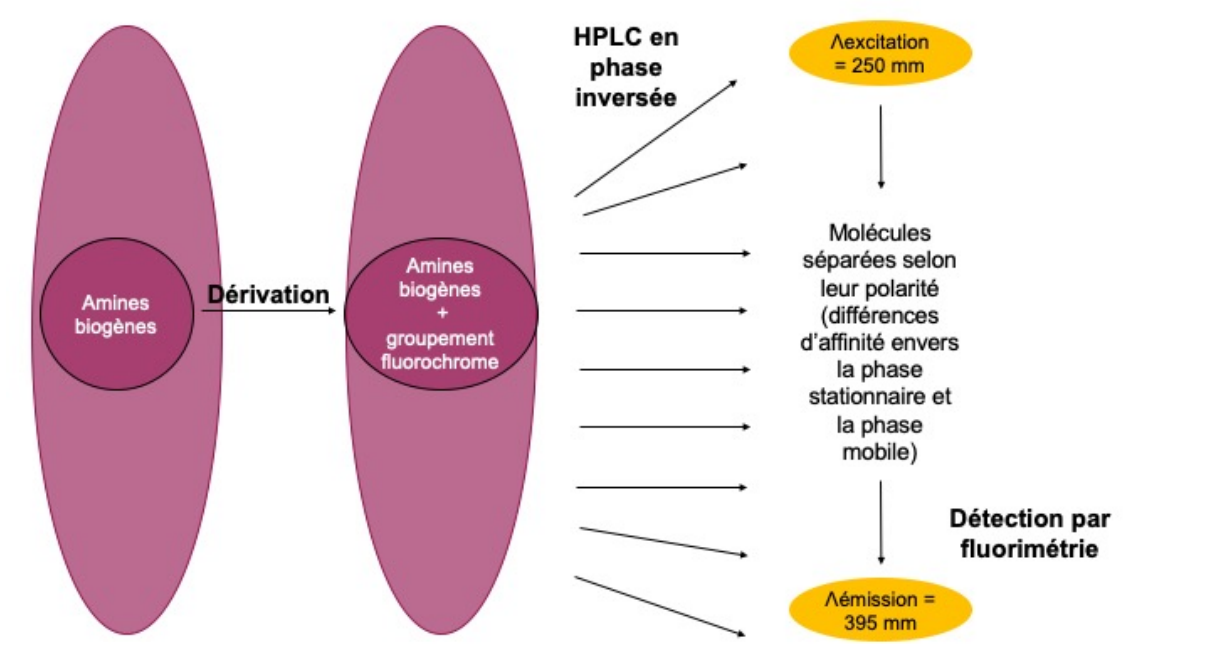 Amines
biogènes
Dérivation
Amines
biogènes
+
groupement
fluorochrome
HPLC en
phase
inversée
Λexcitation
= 250 mm
Molécules
séparées selon
leur polarité
(différences
d'affinité envers
la phase
stationnaire et
la phase
mobile)
Détection par
fluorimétrie
Λémission =
395 mm